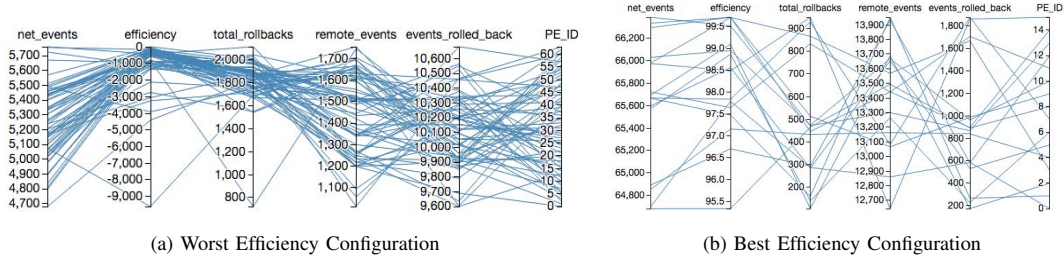 net_events efficiency total_rollbacks remote_events events_rolled_back PE_ID
5,700 5,600 5,500 5,400 5,300 5,200 5,100 5,000 4,900 4,800 4,700
0 -1,000 -2,000 -3,000 -4,000 -5,000 -6,000 -7,000 -8,000 -9,000
2,000 1,800 1,600 1,400 1,200 1,000 800
1,700 1,600 1,500 1,400 1,300 1,200 1,100
10,600 10,500 10,400 10,300 10,200 10,100 10,000 9,900 9,800 9,700 9,600
60 55 50 45 40 35 30 25 20 15 10 5 0
(a) Worst Efficiency Configuration
net_events efficiency total_rollbacks remote_events events_rolled_back PE_ID
66,200 66,000 65,800 65,600 65,400 65,200 65,000 64,800
99.5 99.0 98.5 98.0 97.5 97.0 96.5 96.0 95.5
900 800 700 600 500 400 300 200
13,900 13,800 13,700 13,600 13,500 13,400 13,300 13,200 13,100 13,000 12,900 12,800 12,700
1,800 1,600 1,400 1,200 1,000 800 600 400 200
14 12 10 8 6 4 2 0
(b) Best Efficiency Configuration